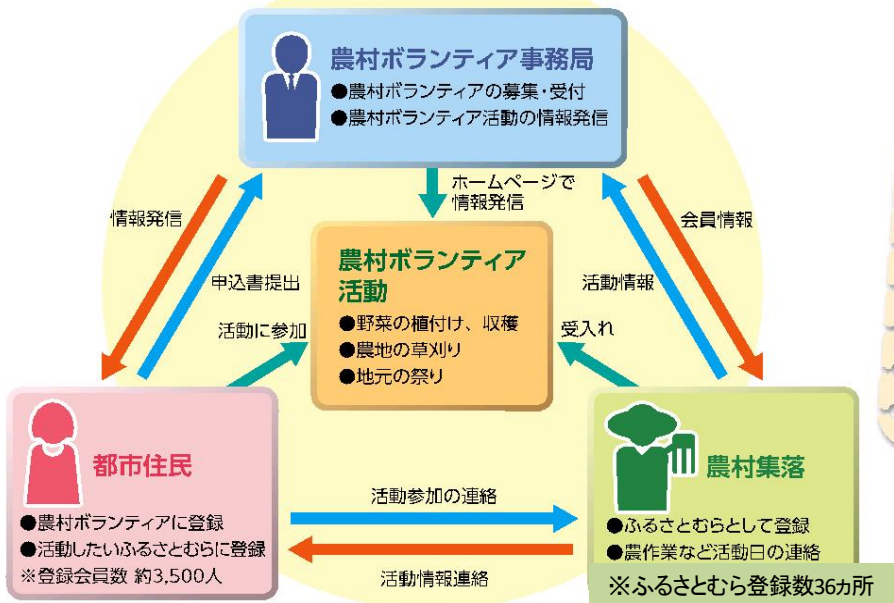 農村ボランティア事務局
●農村ボランティアの募集・受付
●農村ボランティア活動の情報発信
ホームページで
情報発信
情報発信
会員情報
申込書提出
活動情報
農村ボランティア
活動
●野菜の植付け、収穫
●農地の草刈り
●地元の祭り
活動に参加
受入れ
都市住民
●農村ボランティアに登録
●活動したいふるさとむらに登録
※登録会員数 約3,500人
活動参加の連絡
活動情報連絡
農村集落
●ふるさとむらとして登録
●農作業など活動日の連絡
※ふるさとむら登録数36ヵ所